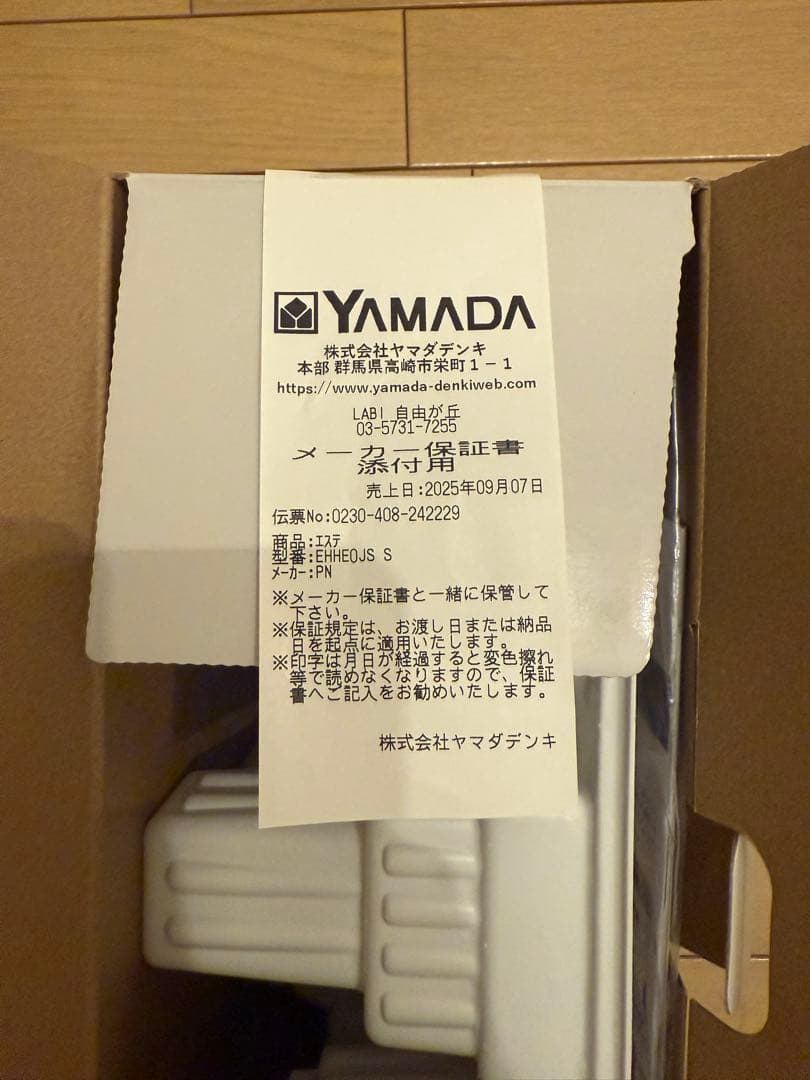 YAMADA
株式会社ヤマダデンキ
本部 群馬県高崎市栄町1-1
https://www.yamada-denkiweb.com
LABI 自由が丘
03-5731-7255
メーカー保証書
添付用
売上日:2025年09月07日
伝票No:0230-408-242229
商品:エステ
型番:EHHE0JS S
メーカー:PN
※メーカー保証書と一緒に保管して
下さい。
※保証規定は、お渡し日または納品
日を起点に適用いたします。
※印字は月日が経過すると変色擦れ
等で読めなくなりますので、保証
書へご記入をお勧めいたします。
株式会社ヤマダデンキ